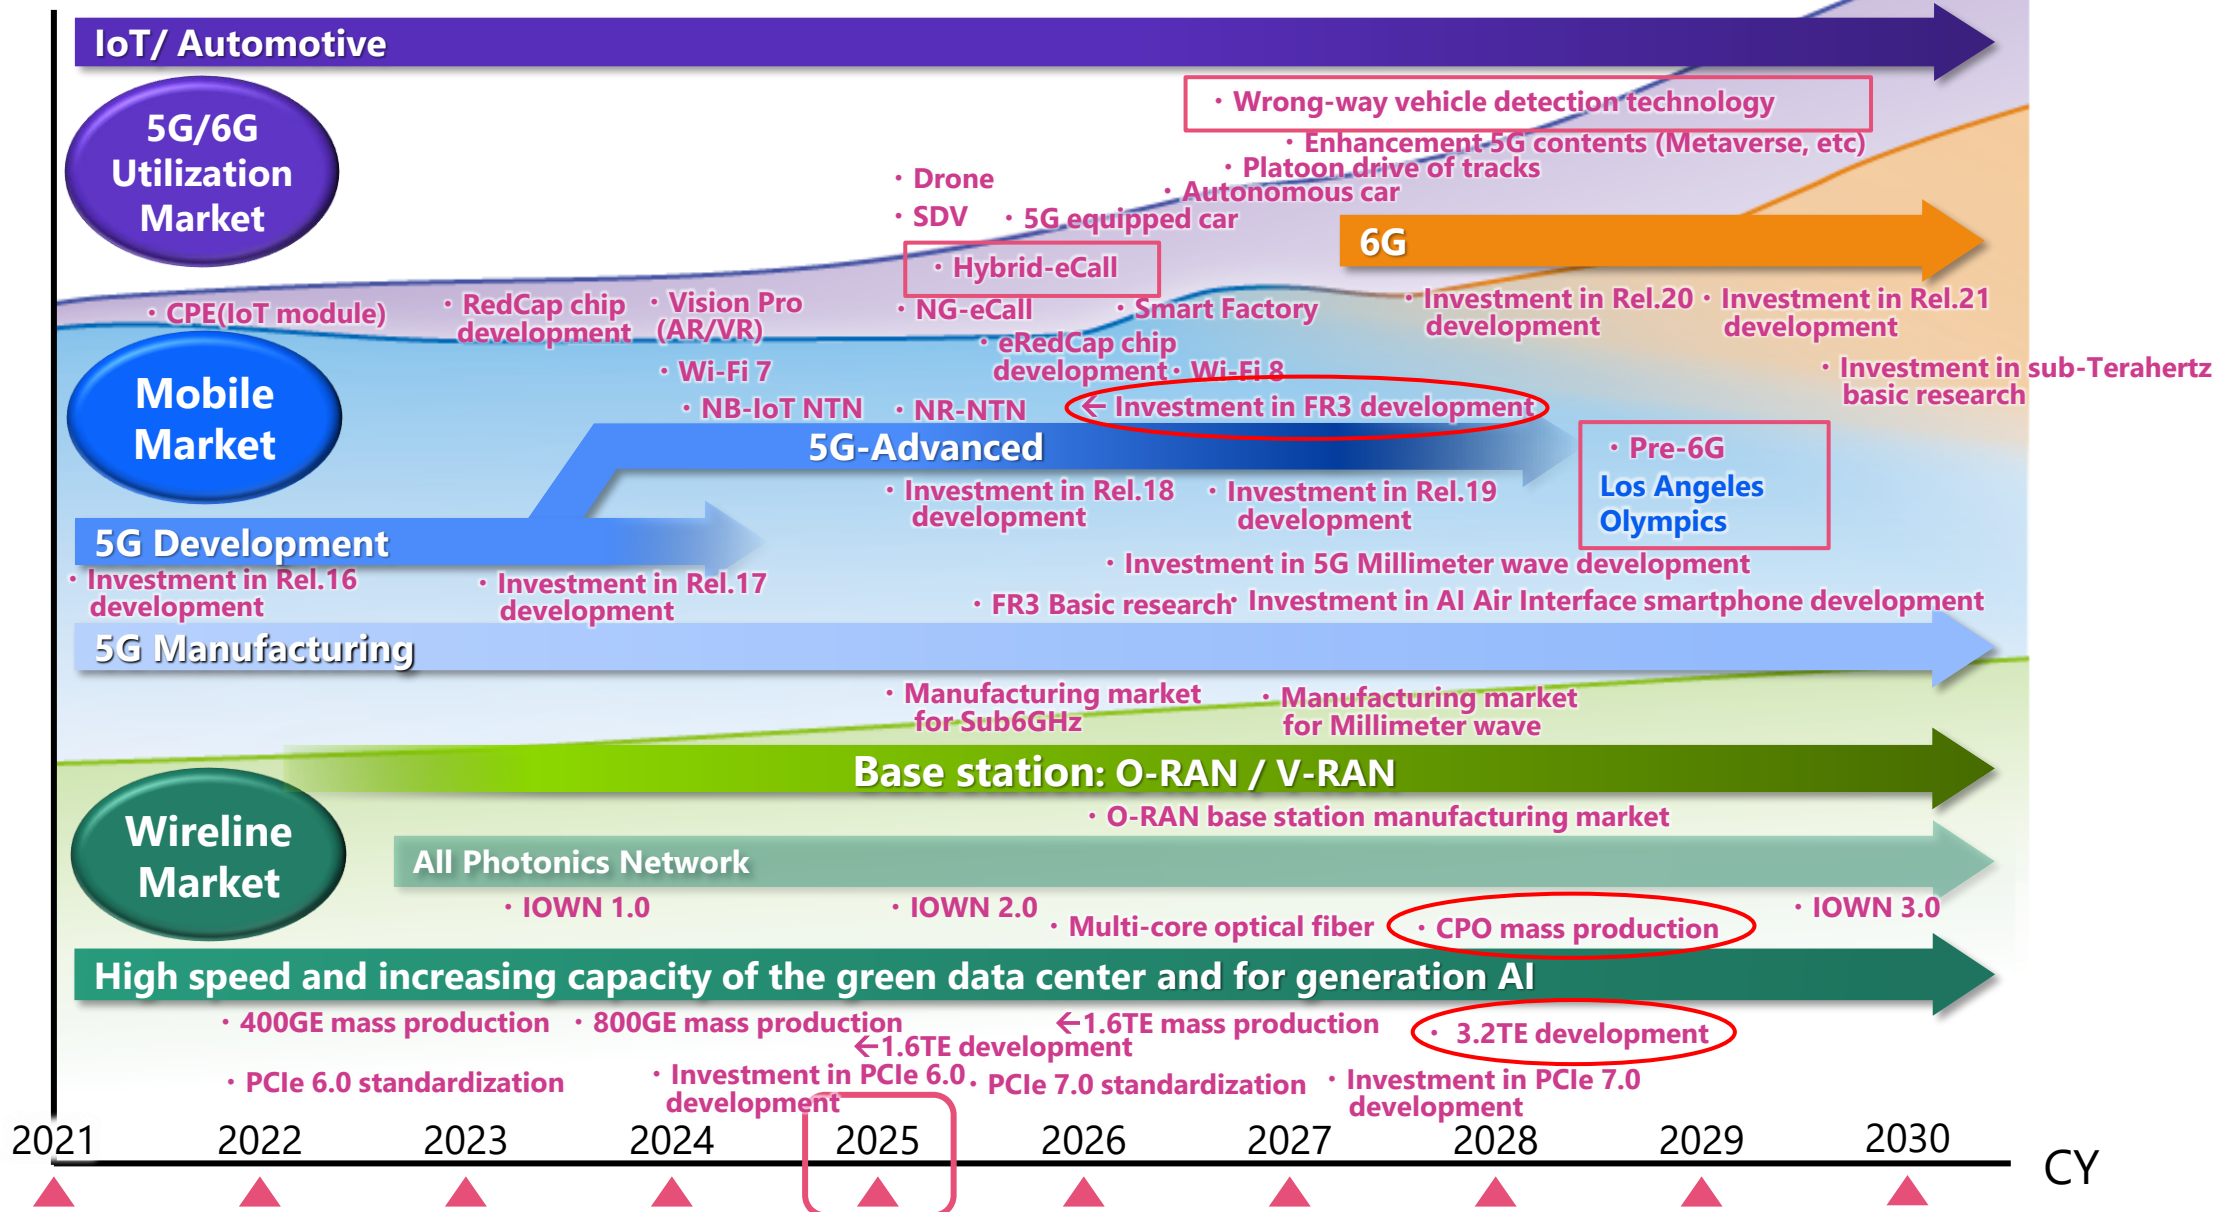 IoT/ Automotive
5G/6G
Utilization
Market
・Wrong-way vehicle detection technology
・Enhancement 5G contents (Metaverse, etc)
・Platoon drive of tracks
・Drone
・Autonomous car
・SDV
・5G equipped car
6G
・Hybrid-eCall
・CPE(IoT module)
・RedCap chip
development
・Vision Pro
(AR/VR)
・NG-eCall
・Smart Factory
・Investment in Rel.20
development
・Investment in Rel.21
development
・eRedCap chip
development
・Wi-Fi 7
・Wi-Fi 8
・Investment in sub-Terahertz
basic research
Mobile
Market
・NB-IoT NTN
・NR-NTN
←Investment in FR3 development
5G-Advanced
・Pre-6G
Los Angeles
Olympics
・Investment in Rel.18
development
・Investment in Rel.19
development
5G Development
・Investment in Rel.16
development
・Investment in Rel.17
development
・Investment in 5G Millimeter wave development
・FR3 Basic research
・Investment in AI Air Interface smartphone development
5G Manufacturing
・Manufacturing market
for Sub6GHz
・Manufacturing market
for Millimeter wave
Base station: O-RAN / V-RAN
・O-RAN base station manufacturing market
Wireline
Market
All Photonics Network
・IOWN 1.0
・IOWN 2.0
・Multi-core optical fiber
・CPO mass production
・IOWN 3.0
High speed and increasing capacity of the green data center and for generation AI
・400GE mass production
・800GE mass production
←1.6TE mass production
・3.2TE development
←1.6TE development
・PCIe 6.0 standardization
・Investment in PCIe 6.0
development
・PCIe 7.0 standardization
・Investment in PCIe 7.0
development
2021 2022 2023 2024 2025 2026 2027 2028 2029 2030
CY